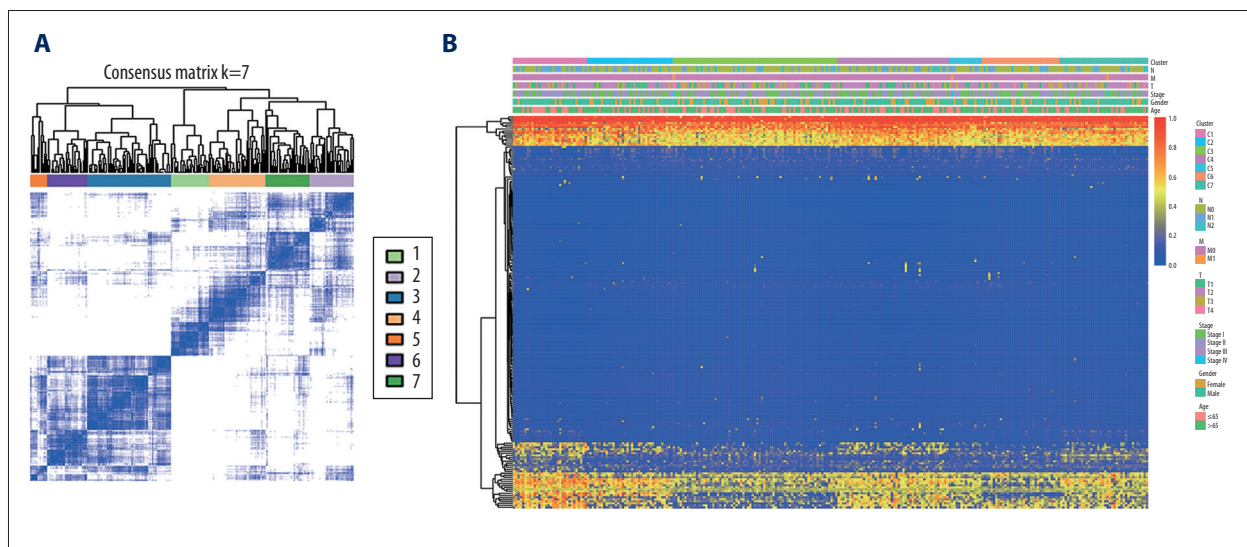 A
Consensus matrix k=7
1
2
3
4
5
6
7
B
Cluster
N
M
T
Stage
Gender
Age
1.0
0.8
0.6
0.4
0.2
0.0
Cluster
C1
C2
C3
C4
C5
C6
C7
N
N0
N1
N2
M
M0
M1
T
T1
T2
T3
T4
Stage
Stage I
Stage II
Stage III
Stage IV
Gender
Female
Male
Age
≤65
>65